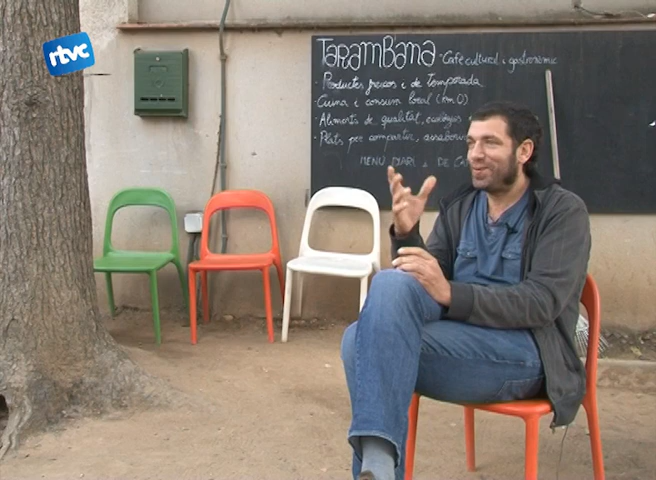 rtvc
TARAMBANA - Cafè cultural i gastronòmic
· Productes frescos i de Temporada
· Cuina i consum local (km 0)
· Aliments de qualitat, ecològics
· Plats per compartir, assaborir
MENÚ DIARI i DE